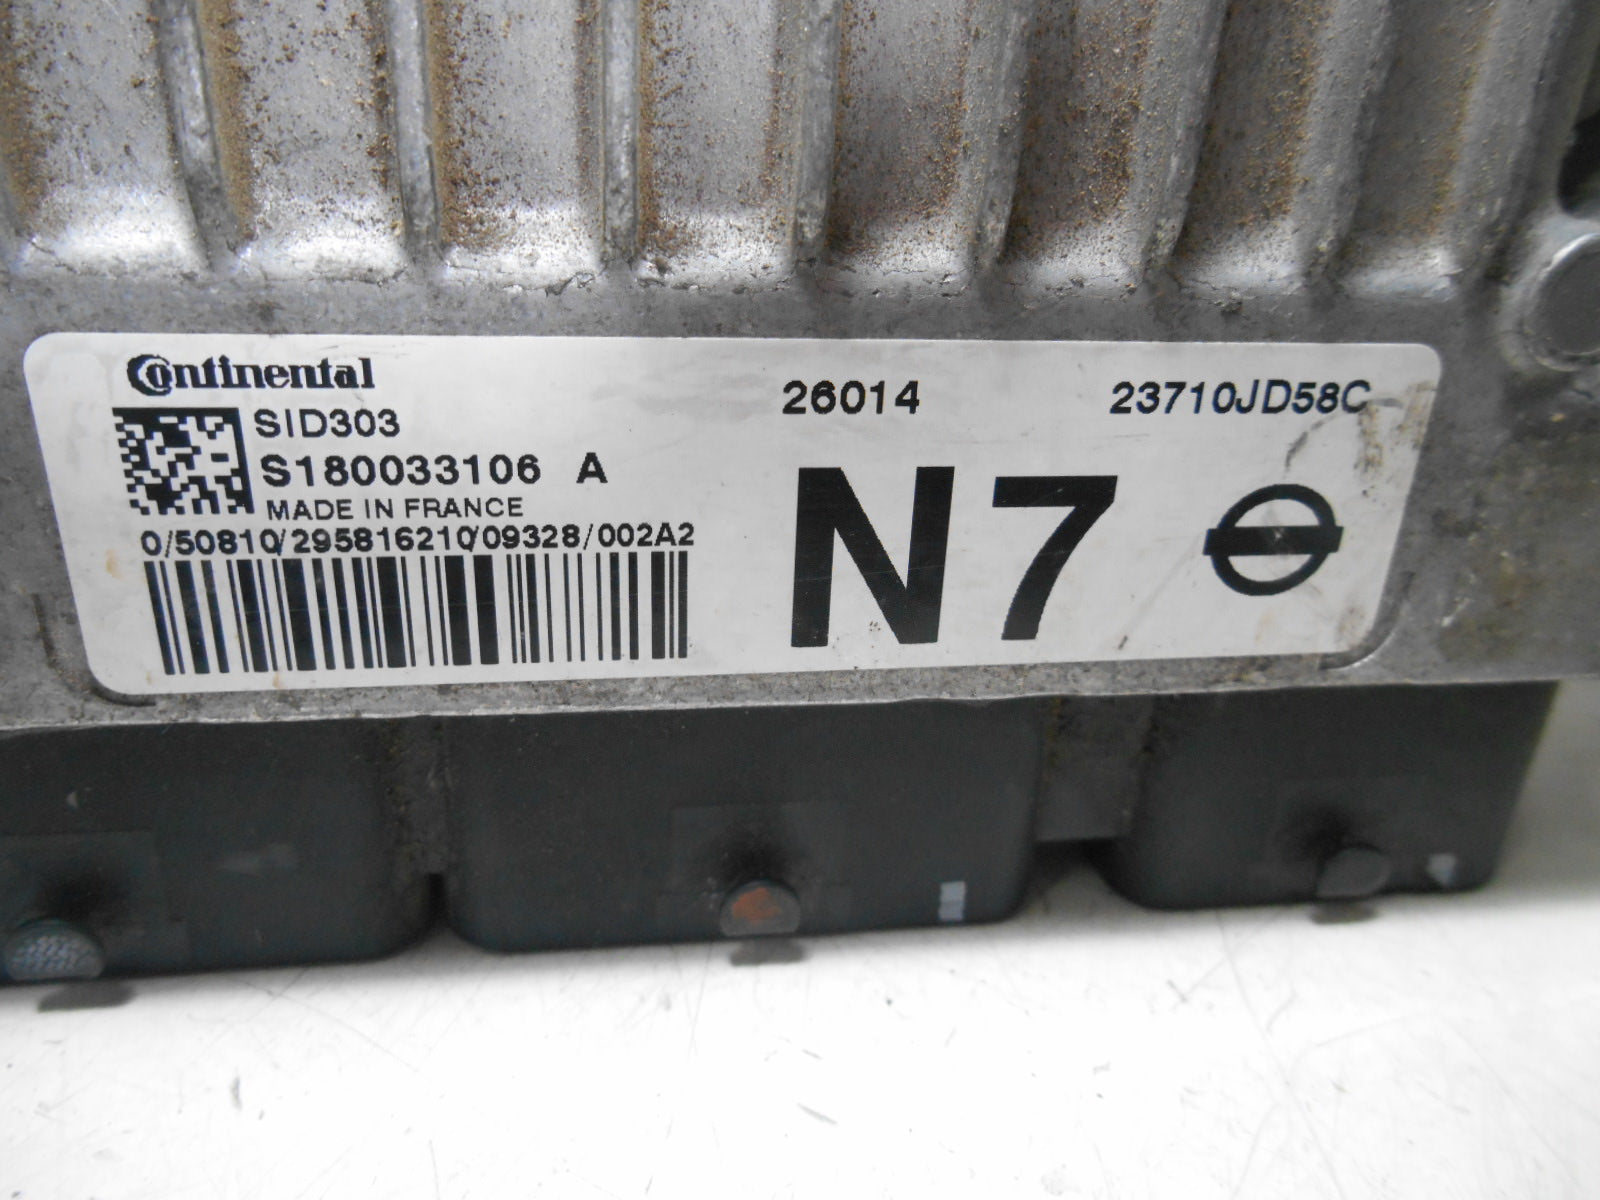 Continental
26014 23710JD58C
SID303
S180033106 A
MADE IN FRANCE
0/50810/295816210/09328/002A2
N7